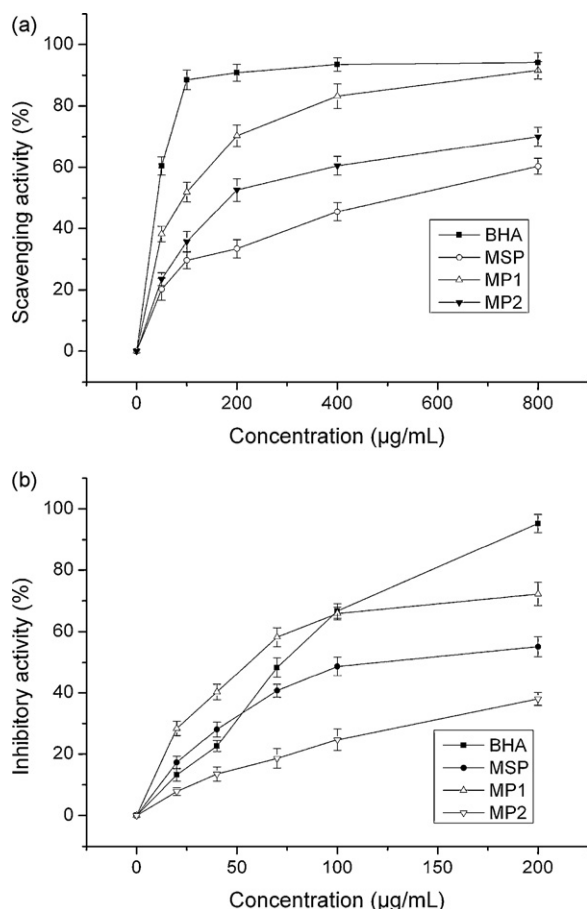 (a)
100
80
60
40
20
0
Scavenging activity (%)
BHA
MSP
MP1
MP2
0 200 400 600 800
Concentration (µg/mL)
(b)
100
80
60
40
20
0
Inhibitory activity (%)
BHA
MSP
MP1
MP2
0 50 100 150 200
Concentration (µg/mL)